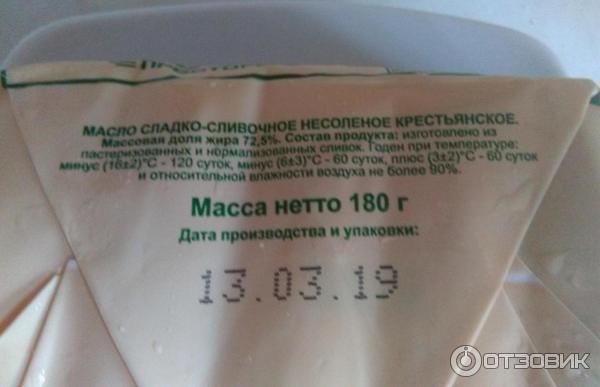 МАСЛО СЛАДКО-СЛИВОЧНОЕ НЕСОЛЕНОЕ КРЕСТЬЯНСКОЕ.
Массовая доля жира 72,5%. Состав продукта: изготовлено из
пастеризованных и нормализованных сливок. Годен при температуре:
минус (16±2)°С - 120 суток, минус (6±3)°С - 60 суток, плюс (3±2)°С - 60 суток
и относительной влажности воздуха не более 90%.
Масса нетто 180 г
Дата производства и упаковки:
13.03.19
ОТЗОВИК